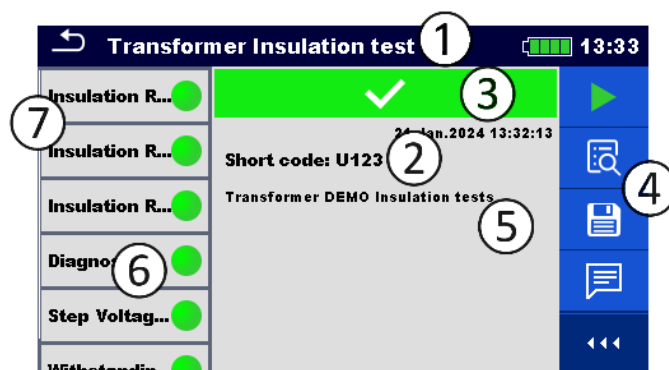 Transformer Insulation test 1 13:33
Insulation R...
7
Insulation R...
Insulation R...
Diagno
6
Step Voltag...
3
Jan.2024 13:32:13
Short code: U123 2
Transformer DEMO Insulation tests
5
4